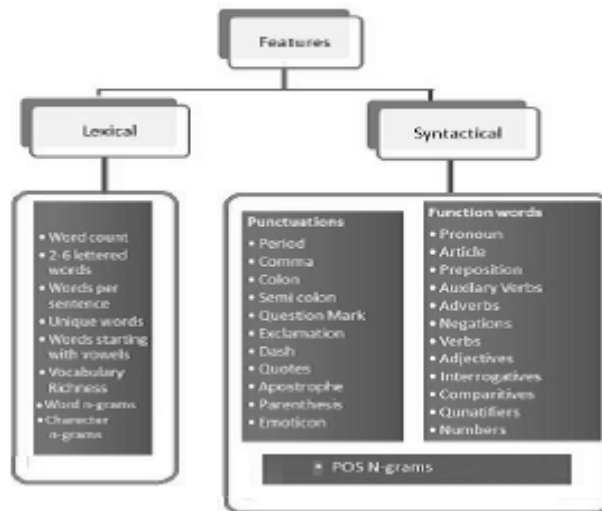 Features
Lexical
Syntactical
• Word count
• 2-6 lettered
words
• Words per
sentence
• Unique words
• Words starting
with vowels
• Vocabulary
Richness
• Word n-grams
• Charecter
n-grams
Punctuations
• Period
• Comma
• Colon
• Semi colon
• Question Mark
• Exclamation
• Dash
• Quotes
• Apostrophe
• Parenthesis
• Emoticon
Function words
• Pronoun
• Article
• Preposition
• Auxilary Verbs
• Adverbs
• Negations
• Verbs
• Adjectives
• Interrogatives
• Comparitives
• Qunatifiers
• Numbers
• POS N-grams